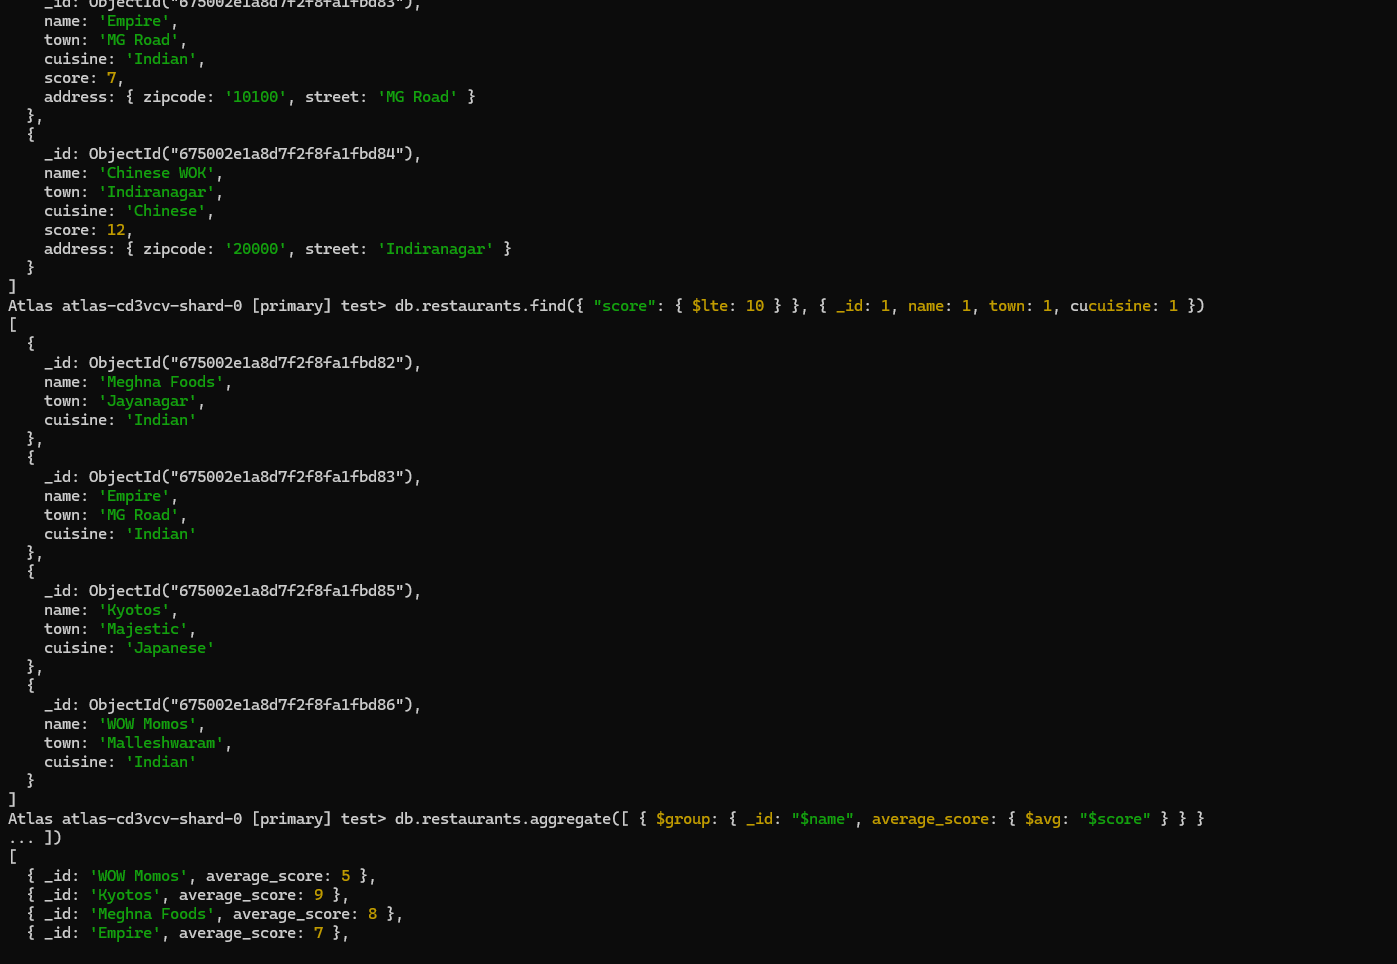 _id: ObjectId("675002e1a8d7f2f8fa1fbd83"),
name: 'Empire',
town: 'MG Road',
cuisine: 'Indian',
score: 7,
address: { zipcode: '10100', street: 'MG Road' }
},
{
_id: ObjectId("675002e1a8d7f2f8fa1fbd84"),
name: 'Chinese WOK',
town: 'Indiranagar',
cuisine: 'Chinese',
score: 12,
address: { zipcode: '20000', street: 'Indiranagar' }
}
]
Atlas atlas-cd3vcv-shard-0 [primary] test> db.restaurants.find({ "score": { $lte: 10 } }, { _id: 1, name: 1, town: 1, cucuisine: 1 })
[
{
_id: ObjectId("675002e1a8d7f2f8fa1fbd82"),
name: 'Meghna Foods',
town: 'Jayanagar',
cuisine: 'Indian'
},
{
_id: ObjectId("675002e1a8d7f2f8fa1fbd83"),
name: 'Empire',
town: 'MG Road',
cuisine: 'Indian'
},
{
_id: ObjectId("675002e1a8d7f2f8fa1fbd85"),
name: 'Kyotos',
town: 'Majestic',
cuisine: 'Japanese'
},
{
_id: ObjectId("675002e1a8d7f2f8fa1fbd86"),
name: 'WOW Momos',
town: 'Malleshwaram',
cuisine: 'Indian'
}
]
Atlas atlas-cd3vcv-shard-0 [primary] test> db.restaurants.aggregate([ { $group: { _id: "$name", average_score: { $avg: "$score" } } }
... ])
[
{ _id: 'WOW Momos', average_score: 5 },
{ _id: 'Kyotos', average_score: 9 },
{ _id: 'Meghna Foods', average_score: 8 },
{ _id: 'Empire', average_score: 7 },